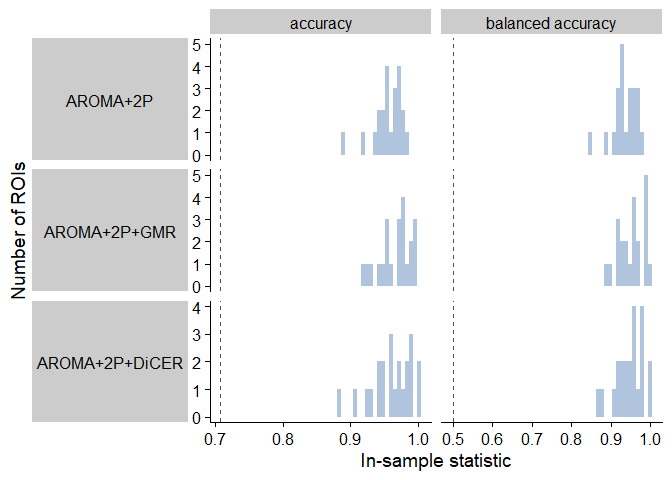 accuracy balanced accuracy
Number of ROIs
AROMA+2P
5
4
3
2
1
0
AROMA+2P+GMR
5
4
3
2
1
0
AROMA+2P+DiCER
4
3
2
1
0
0.7 0.8 0.9 1.0 0.5 0.6 0.7 0.8 0.9 1.0
In-sample statistic